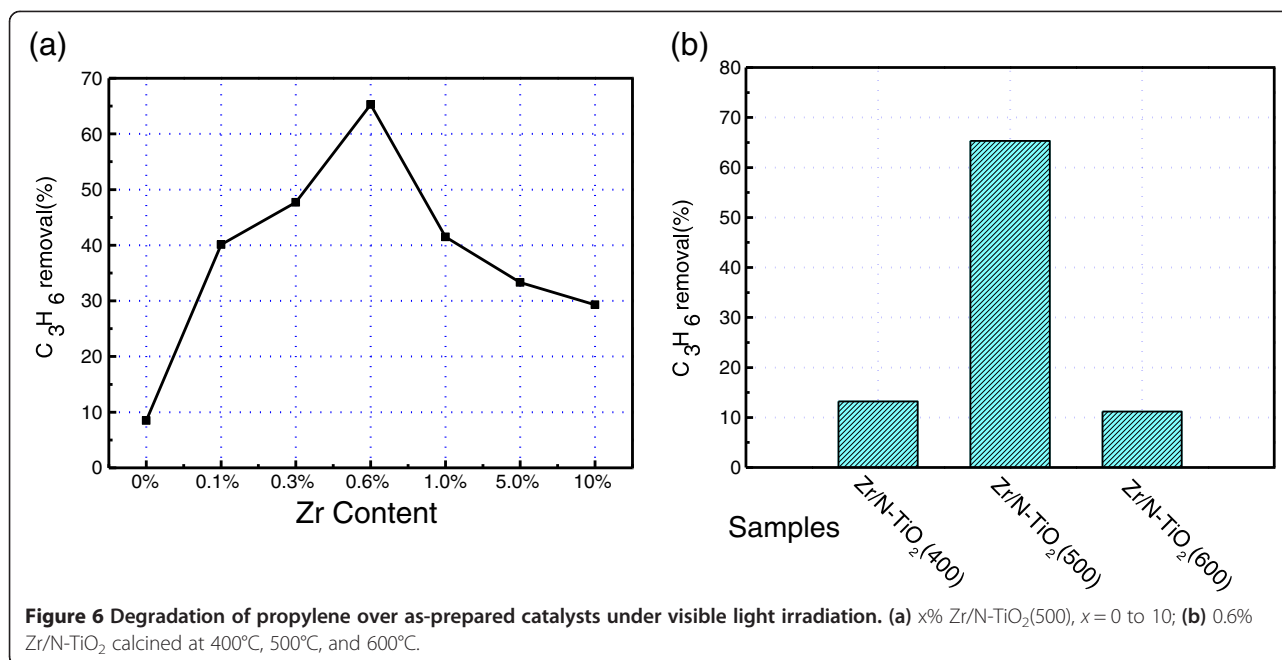 (a)
70
60
50
40
30
20
10
0
C3H6 removal(%)
0% 0.1% 0.3% 0.6% 1.0% 5.0% 10%
Zr Content
(b)
80
70
60
50
40
30
20
10
0
C3H6 removal(%)
Samples
Zr/N-TiO2(400)
Zr/N-TiO2(500)
Zr/N-TiO2(600)
Figure 6 Degradation of propylene over as-prepared catalysts under visible light irradiation. (a) x% Zr/N-TiO2(500), x = 0 to 10; (b) 0.6%
Zr/N-TiO2 calcined at 400°C, 500°C, and 600°C.